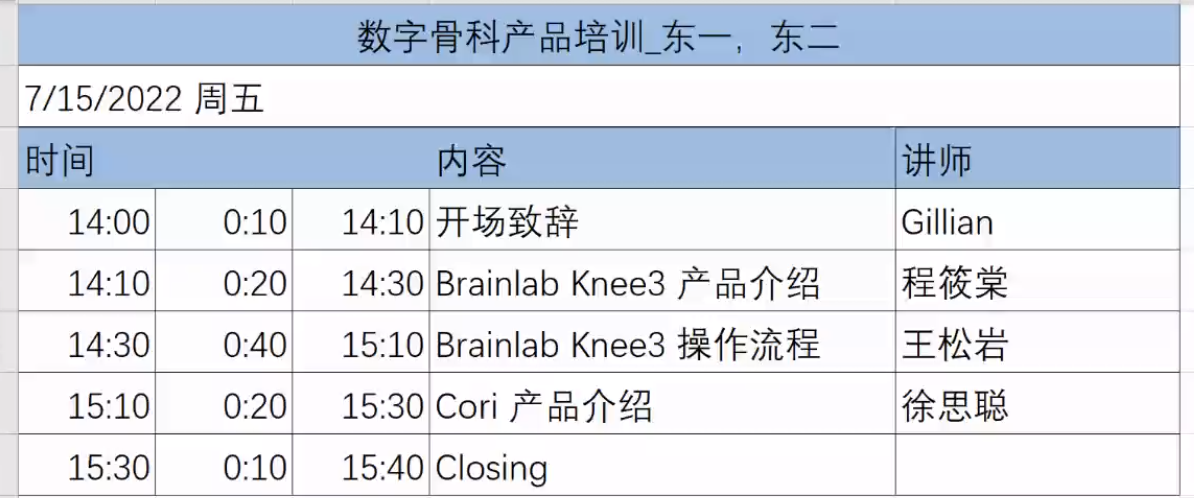 数字骨科产品培训_东一，东二
7/15/2022 周五
时间 内容 讲师
14:00 0:10 14:10 开场致辞 Gillian
14:10 0:20 14:30 Brainlab Knee3 产品介绍 程筱棠
14:30 0:40 15:10 Brainlab Knee3 操作流程 王松岩
15:10 0:20 15:30 Cori 产品介绍 徐思聪
15:30 0:10 15:40 Closing